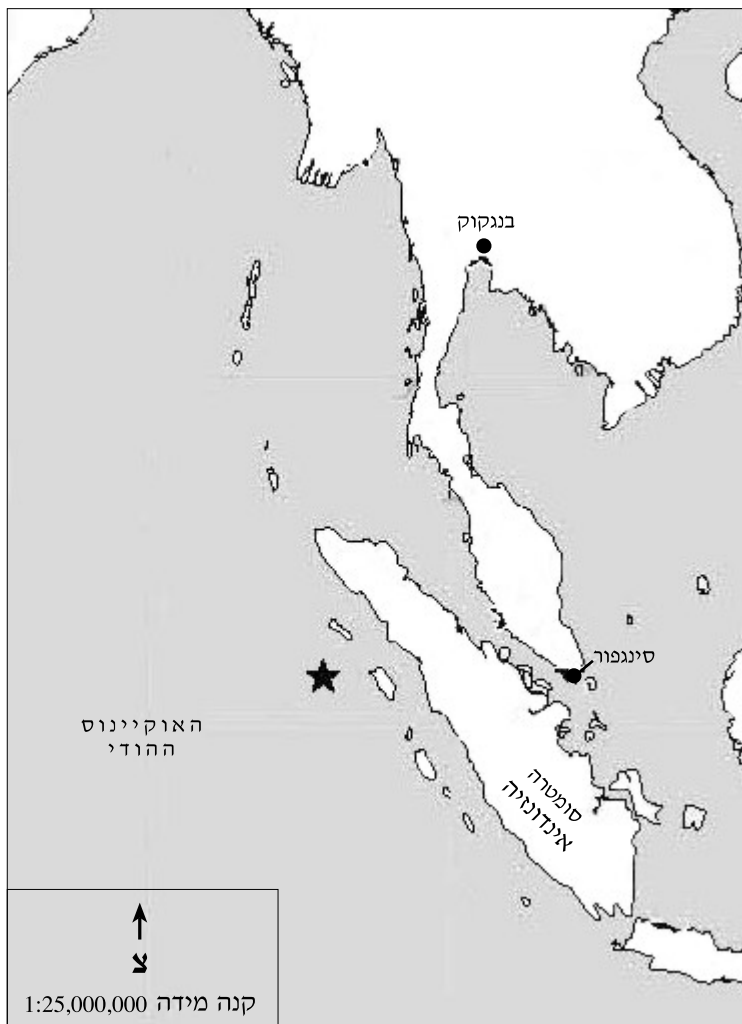 בנגקוק
סינגפור
האוקיינוס
ההודי
סומטרה
אינדונזיה
צ
קנה מידה 1:25,000,000